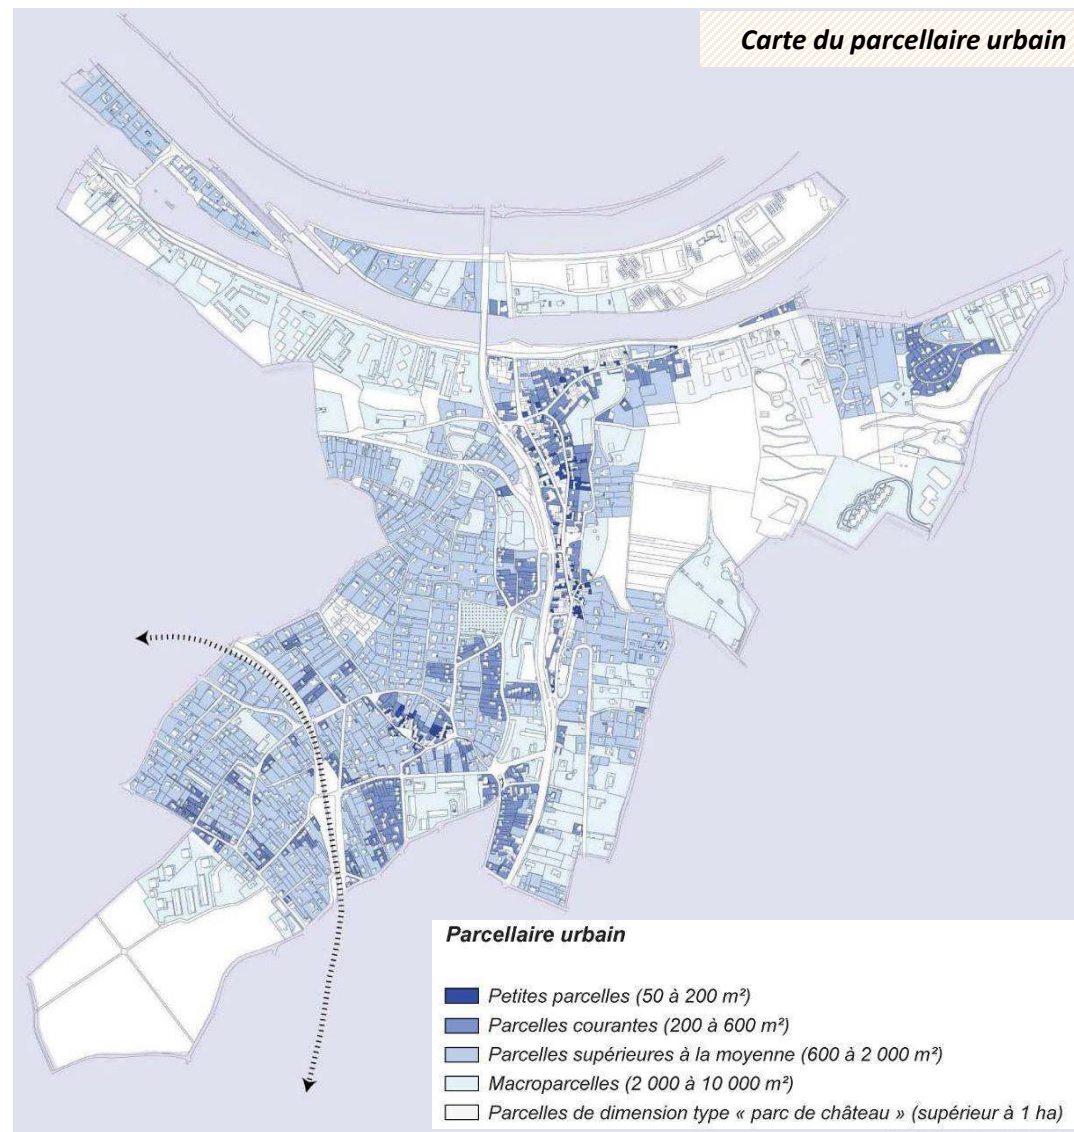 Carte du parcellaire urbain
Parcellaire urbain
Petites parcelles (50 à 200 m²)
Parcelles courantes (200 à 600 m²)
Parcelles supérieures à la moyenne (600 à 2 000 m²)
Macroparcelles (2 000 à 10 000 m²)
Parcelles de dimension type « parc de château » (supérieur à 1 ha)